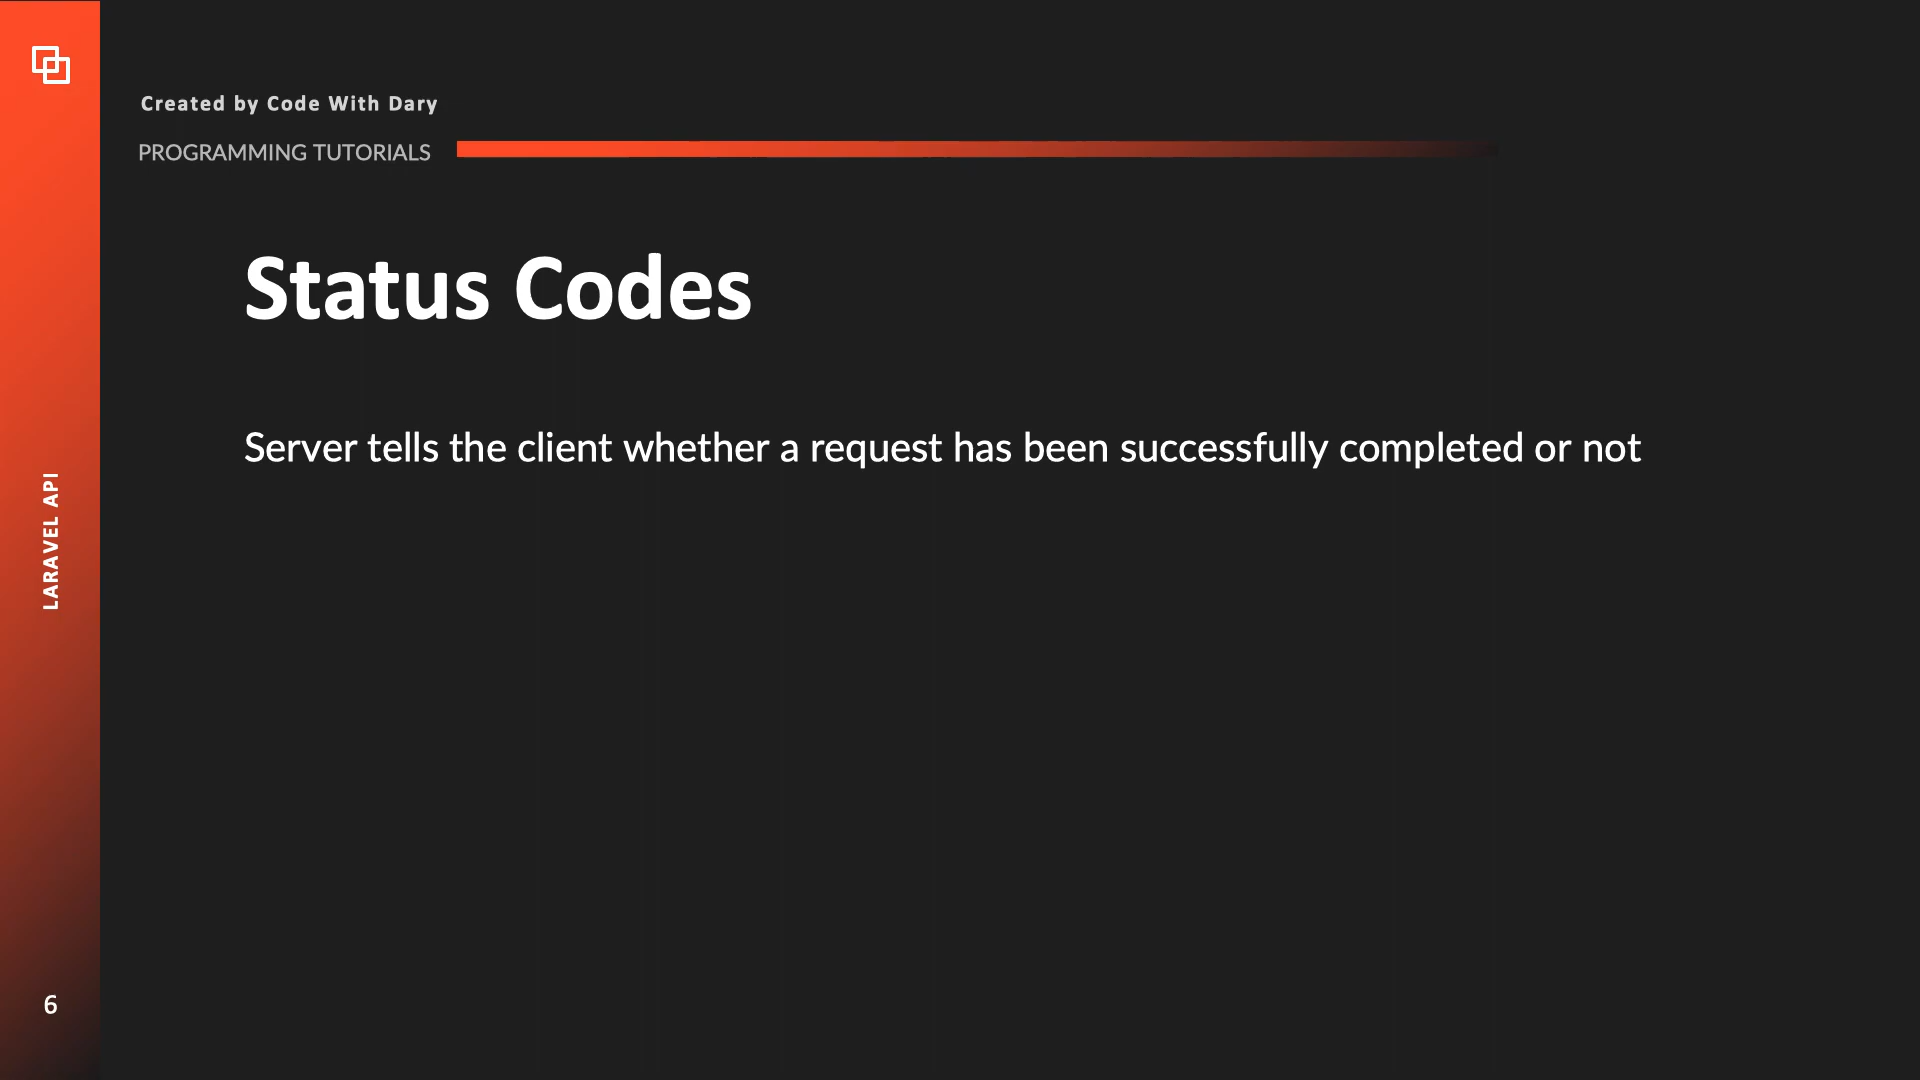 Created by Code With Dary
PROGRAMMING TUTORIALS
Status Codes
Server tells the client whether a request has been successfully completed or not
LARAVEL API
6